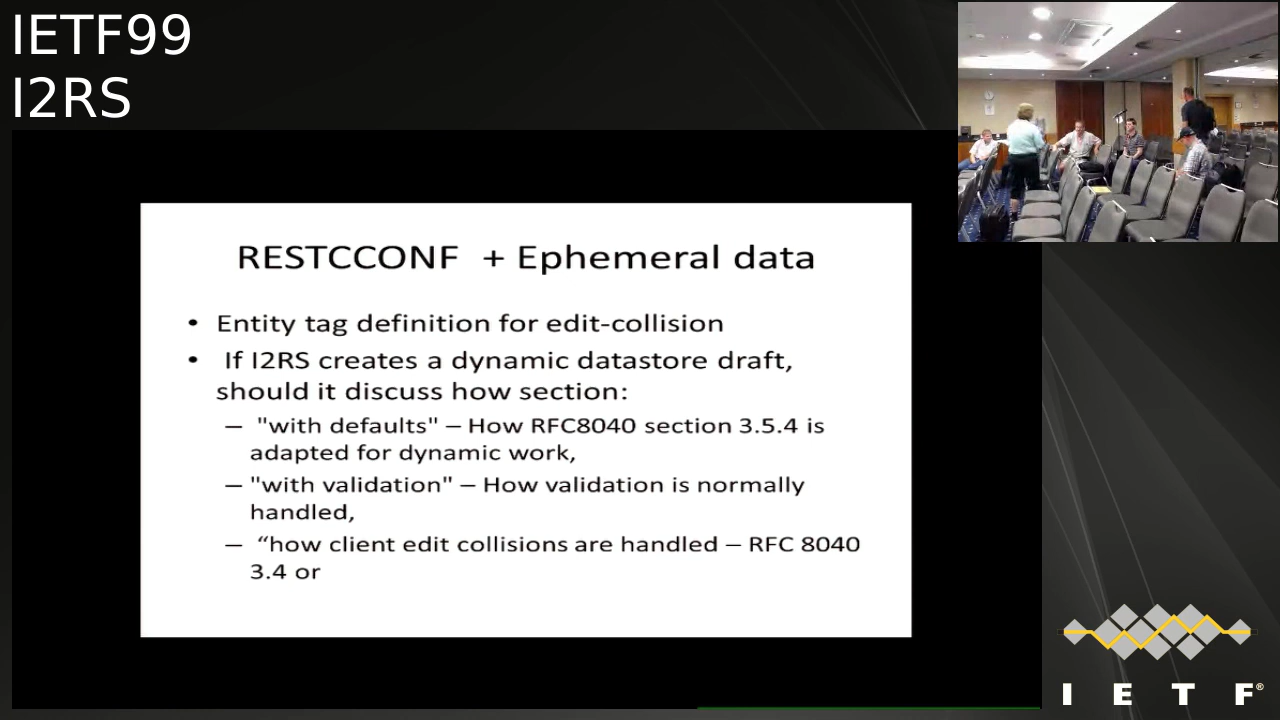 IETF99
I2RS
RESTCCONF + Ephemeral data
• Entity tag definition for edit-collision
• If I2RS creates a dynamic datastore draft,
should it discuss how section:
– "with defaults" – How RFC8040 section 3.5.4 is
adapted for dynamic work,
– "with validation" – How validation is normally
handled,
– “how client edit collisions are handled – RFC 8040
3.4 or
I E T F®